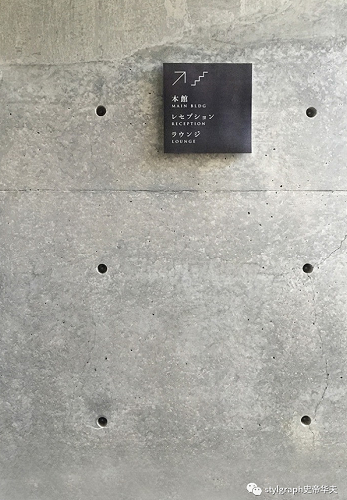 本館
MAIN BLDG
レセプション
RECEPTION
ラウンジ
LOUNGE
stylgraph史帝华夫